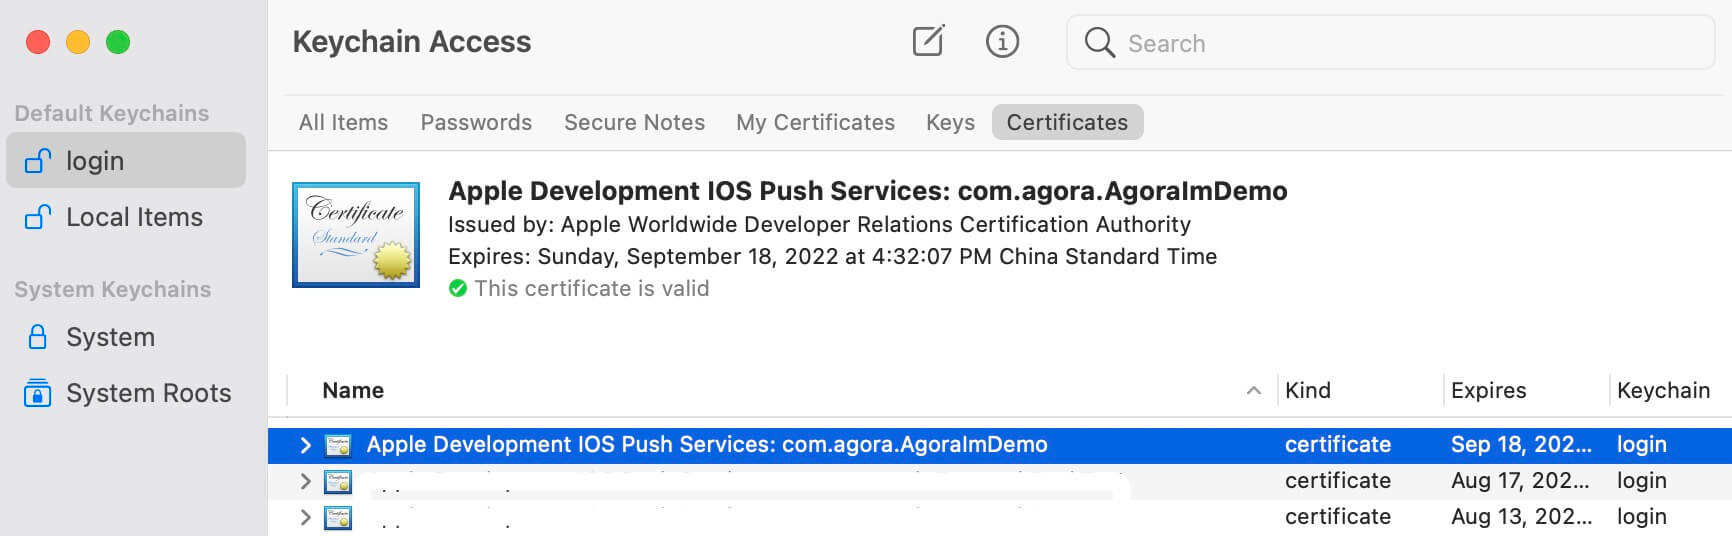 Keychain Access
Search
Default Keychains
login
Local Items
System Keychains
System
System Roots
All Items Passwords Secure Notes My Certificates Keys Certificates
Certificate
Standard
Apple Development IOS Push Services: com.agora.AgoraImDemo
Issued by: Apple Worldwide Developer Relations Certification Authority
Expires: Sunday, September 18, 2022 at 4:32:07 PM China Standard Time
This certificate is valid
Name Kind Expires Keychain
Apple Development IOS Push Services: com.agora.AgoraImDemo certificate Sep 18, 202... login
certificate Aug 17, 202... login
certificate Aug 13, 202... login